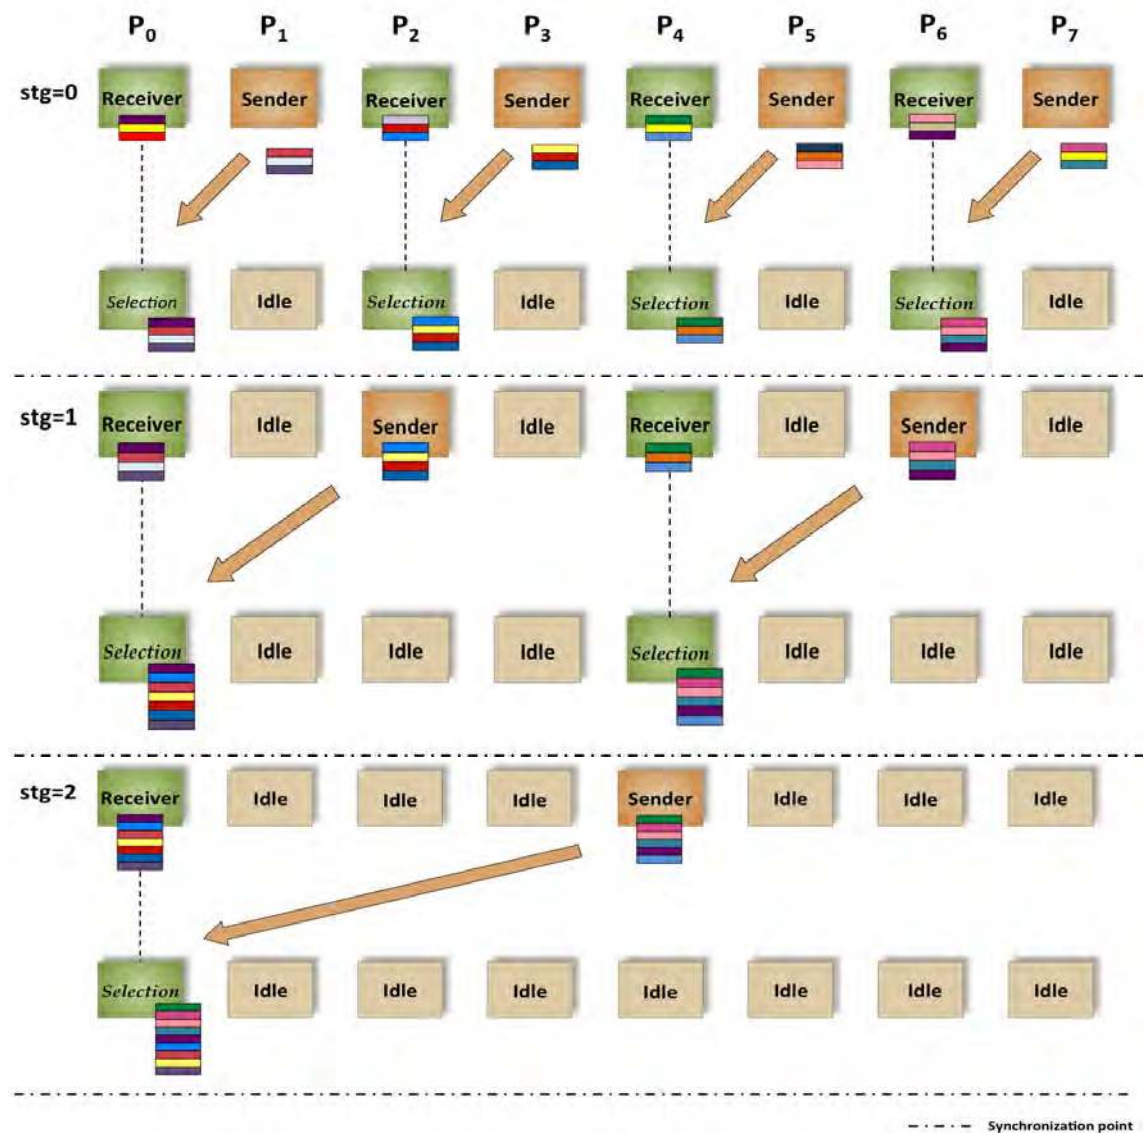 P0 P1 P2 P3 P4 P5 P6 P7
stg=0 Receiver Sender Receiver Sender Receiver Sender Receiver Sender
Selection Idle Selection Idle Selection Idle Selection Idle
stg=1 Receiver Idle Sender Idle Receiver Idle Sender Idle
Selection Idle Idle Idle Selection Idle Idle Idle
stg=2 Receiver Idle Idle Idle Sender Idle Idle Idle
Selection Idle Idle Idle Idle Idle Idle Idle
Synchronization point